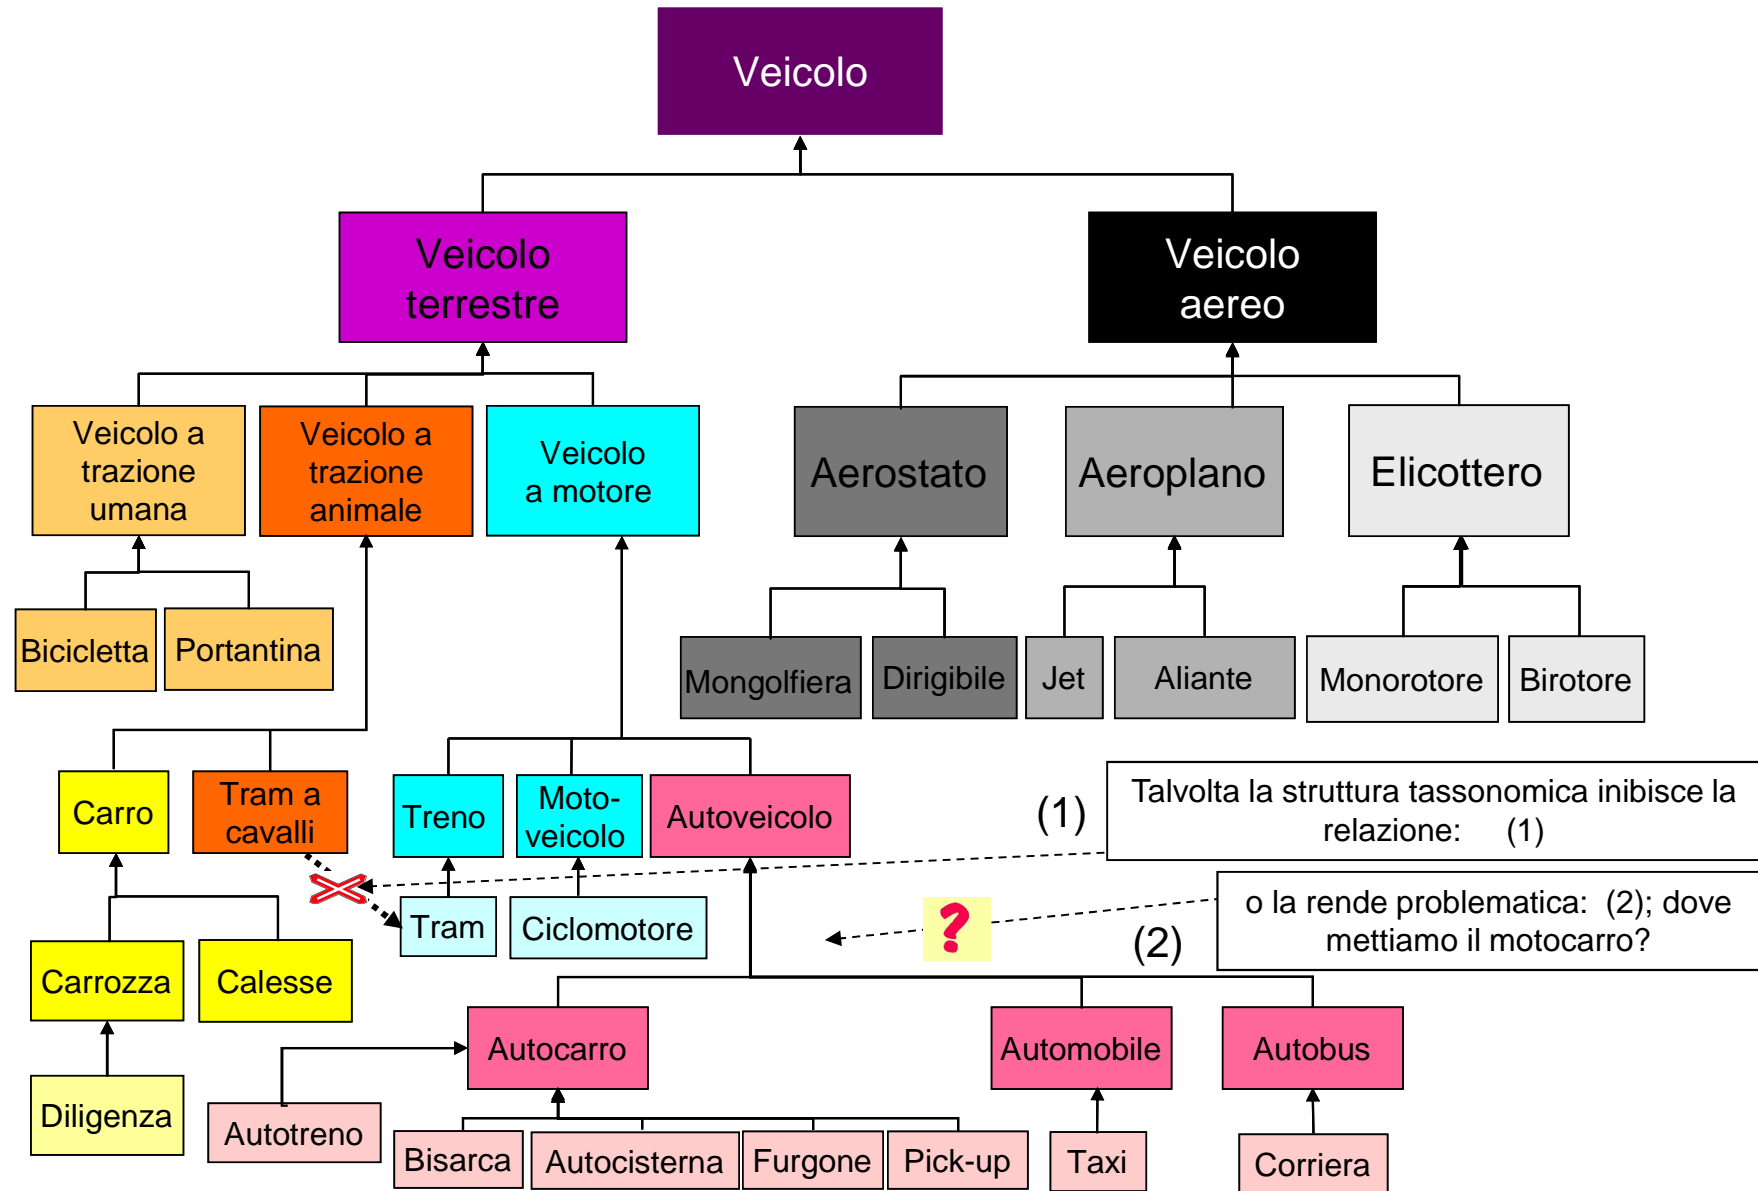 Veicolo
Veicolo
terrestre
Veicolo
aereo
Veicolo a
trazione
umana
Veicolo a
trazione
animale
Veicolo
a motore
Aerostato
Aeroplano
Elicottero
Bicicletta
Portantina
Mongolfiera
Dirigibile
Jet
Aliante
Monorotore
Birotore
Carro
Tram a
cavalli
Treno
Moto-
veicolo
Autoveicolo
(1)
Talvolta la struttura tassonomica inibisce la
relazione: (1)
Tram
Ciclomotore
?
(2)
o la rende problematica: (2); dove
mettiamo il motocarro?
Carrozza
Calesse
Autocarro
Automobile
Autobus
Diligenza
Autotreno
Bisarca
Autocisterna
Furgone
Pick-up
Taxi
Corriera